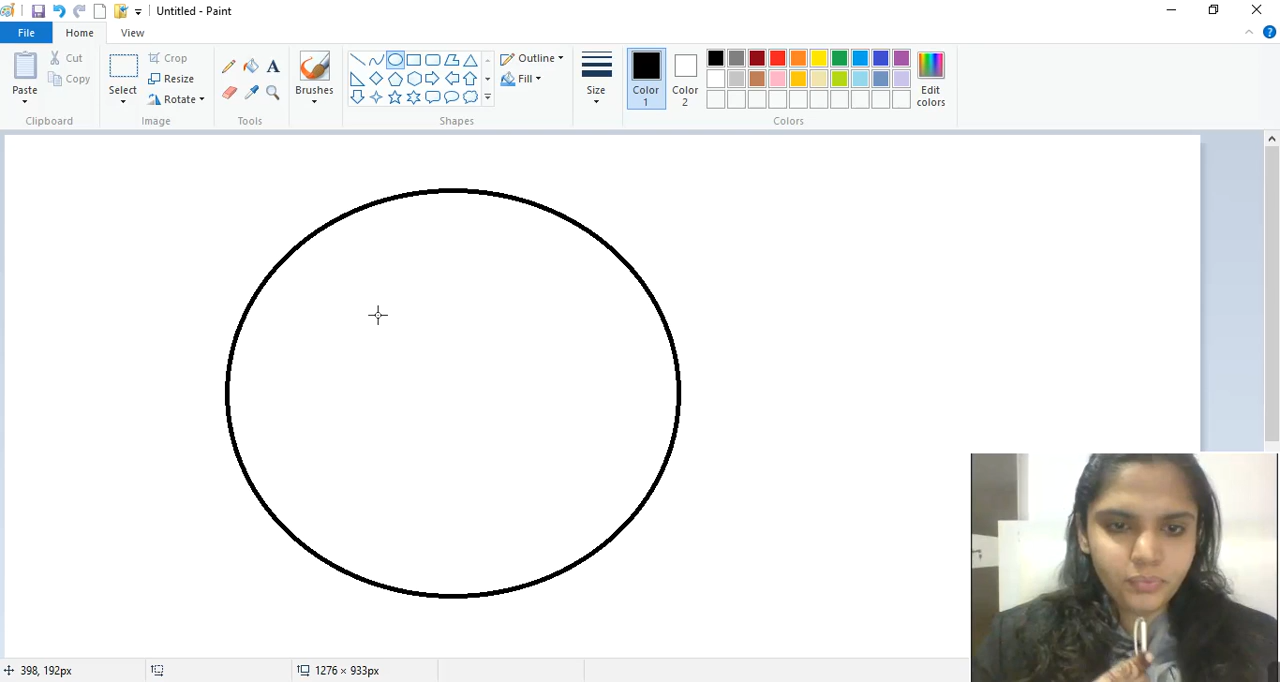 Untitled - Paint
File
Home
View
Paste
Cut
Copy
Clipboard
Select
Crop
Resize
Rotate
Image
A
Tools
Brushes
Shapes
Outline
Fill
Size
Color
1
Color
2
Edit
colors
Colors
?
398, 192px
1276 × 933px